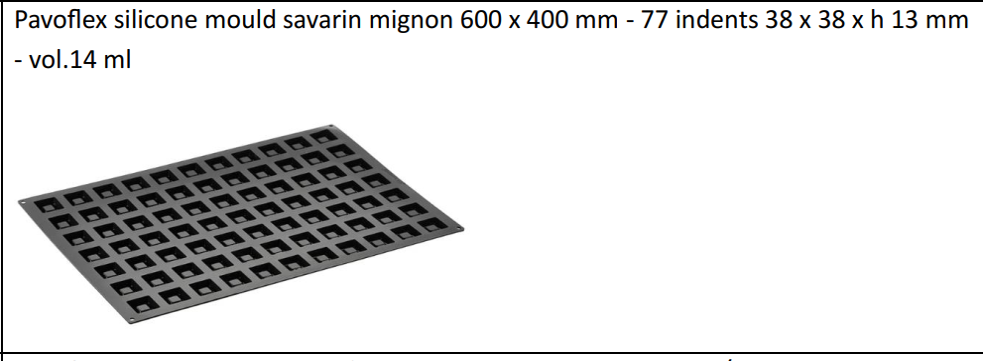 Pavoflex silicone mould savarin mignon 600 x 400 mm - 77 indents 38 x 38 x h 13 mm
- vol.14 ml